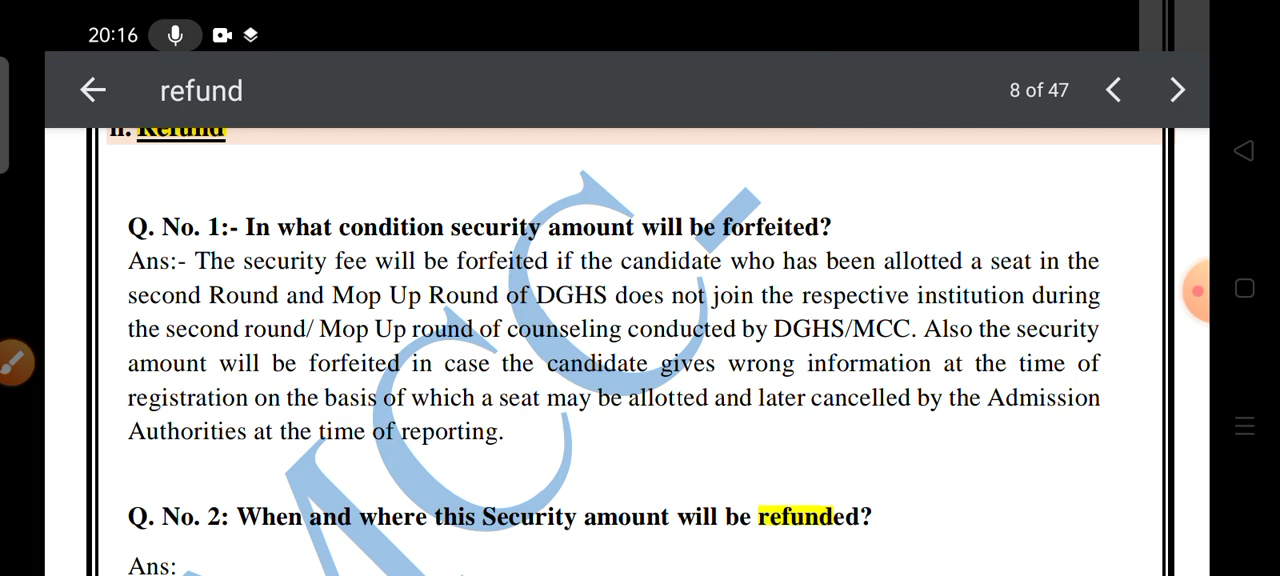 20:16
refund
8 of 47
II. Refund
Q. No. 1:- In what condition security amount will be forfeited?
Ans:- The security fee will be forfeited if the candidate who has been allotted a seat in the
second Round and Mop Up Round of DGHS does not join the respective institution during
the second round/ Mop Up round of counseling conducted by DGHS/MCC. Also the security
amount will be forfeited in case the candidate gives wrong information at the time of
registration on the basis of which a seat may be allotted and later cancelled by the Admission
Authorities at the time of reporting.
Q. No. 2: When and where this Security amount will be refunded?
Ans:
MCC-